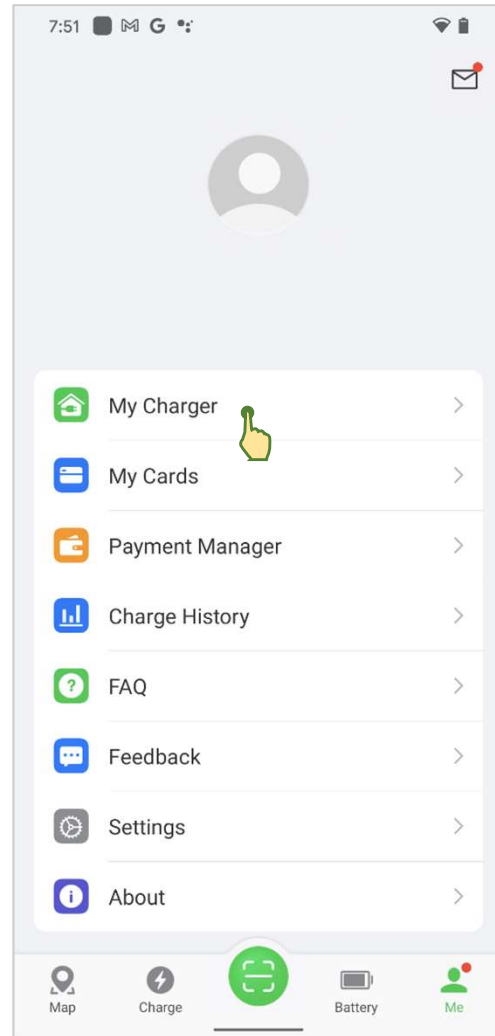 7:51
My Charger
My Cards
Payment Manager
Charge History
FAQ
Feedback
Settings
About
Map Charge Battery Me